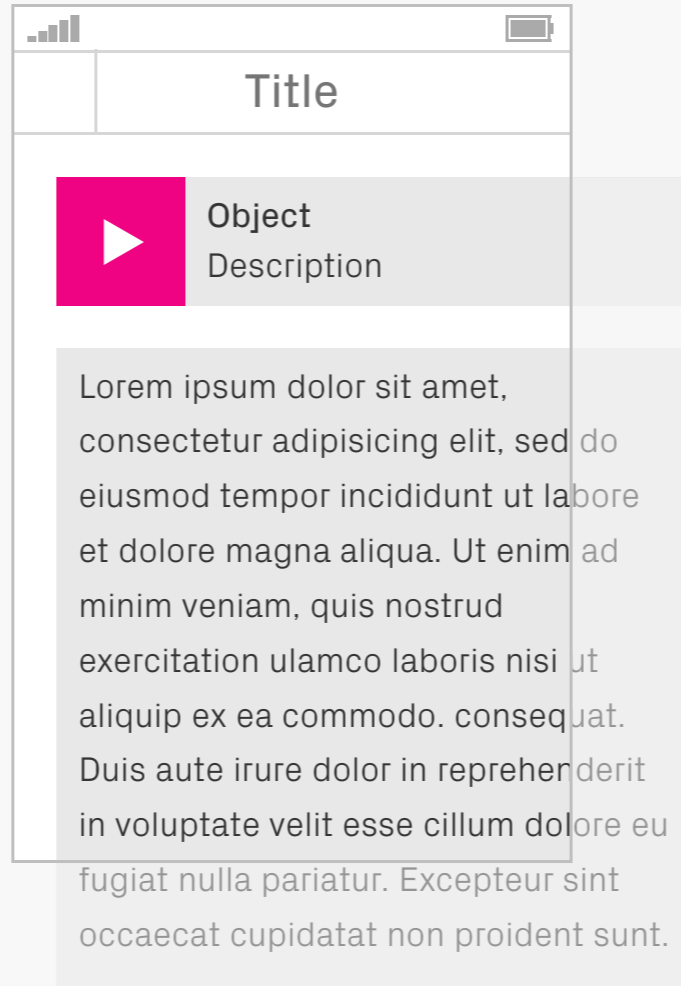 Title
Object
Description
Lorem ipsum dolor sit amet,
consectetur adipisicing elit, sed do
eiusmod tempor incididunt ut labore
et dolore magna aliqua. Ut enim ad
minim veniam, quis nostrud
exercitation ulamco laboris nisi ut
aliquip ex ea commodo. consequat.
Duis aute irure dolor in reprehenderit
in voluptate velit esse cillum dolore eu
fugiat nulla pariatur. Excepteur sint
occaecat cupidatat non proident sunt.